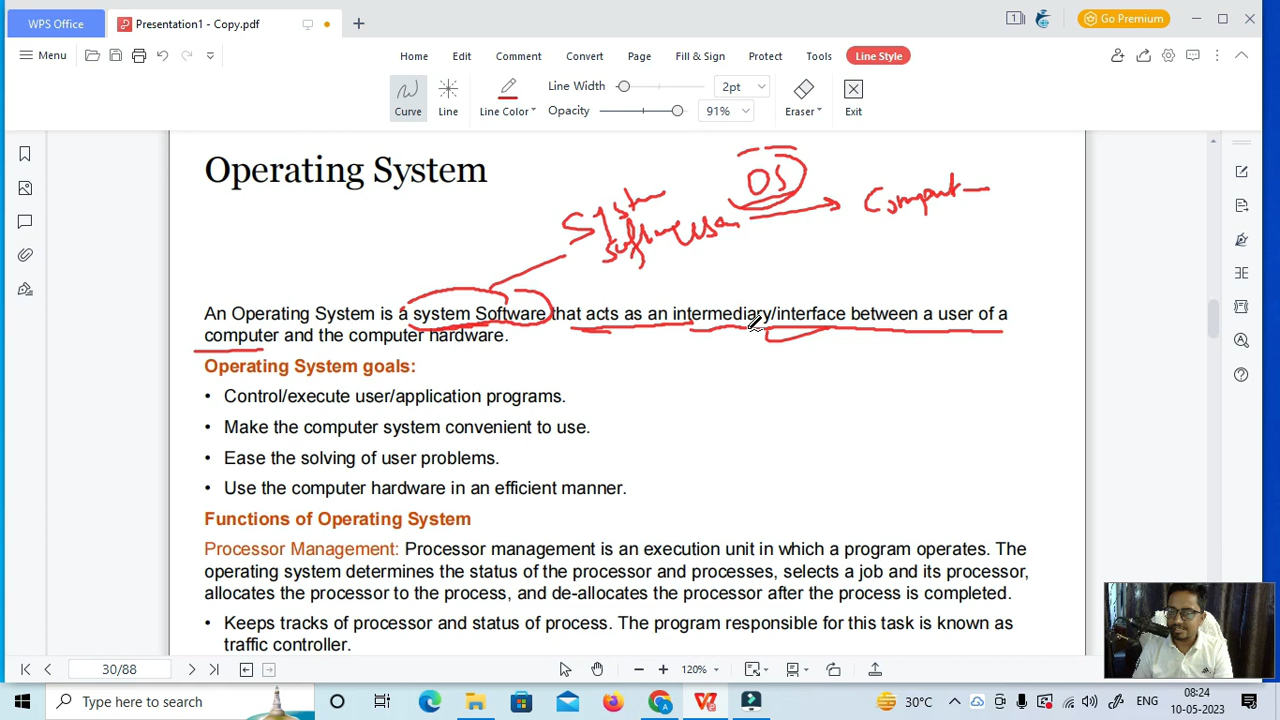 WPS Office
Presentation1 - Copy.pdf
1
Go Premium
Menu
Home Edit Comment Convert Page Fill & Sign Annotate Protect Tools Line Style
Curve
Line
Line Color
Line Width 2pt
Opacity 91%
Eraser
Exit
Operating System
OS
System
Software
Comput
An Operating System is a system Software that acts as an intermediary/interface between a user of a
computer and the computer hardware.
Operating System goals:
• Control/execute user/application programs.
• Make the computer system convenient to use.
• Ease the solving of user problems.
• Use the computer hardware in an efficient manner.
Functions of Operating System
Processor Management: Processor management is an execution unit in which a program operates. The
operating system determines the status of the processor and processes, selects a job and its processor,
allocates the processor to the process, and de-allocates the processor after the process is completed.
• Keeps tracks of processor and status of process. The program responsible for this task is known as
traffic controller.
30/88
120%
Type here to search
30°C
ENG
08:24
10-05-2023